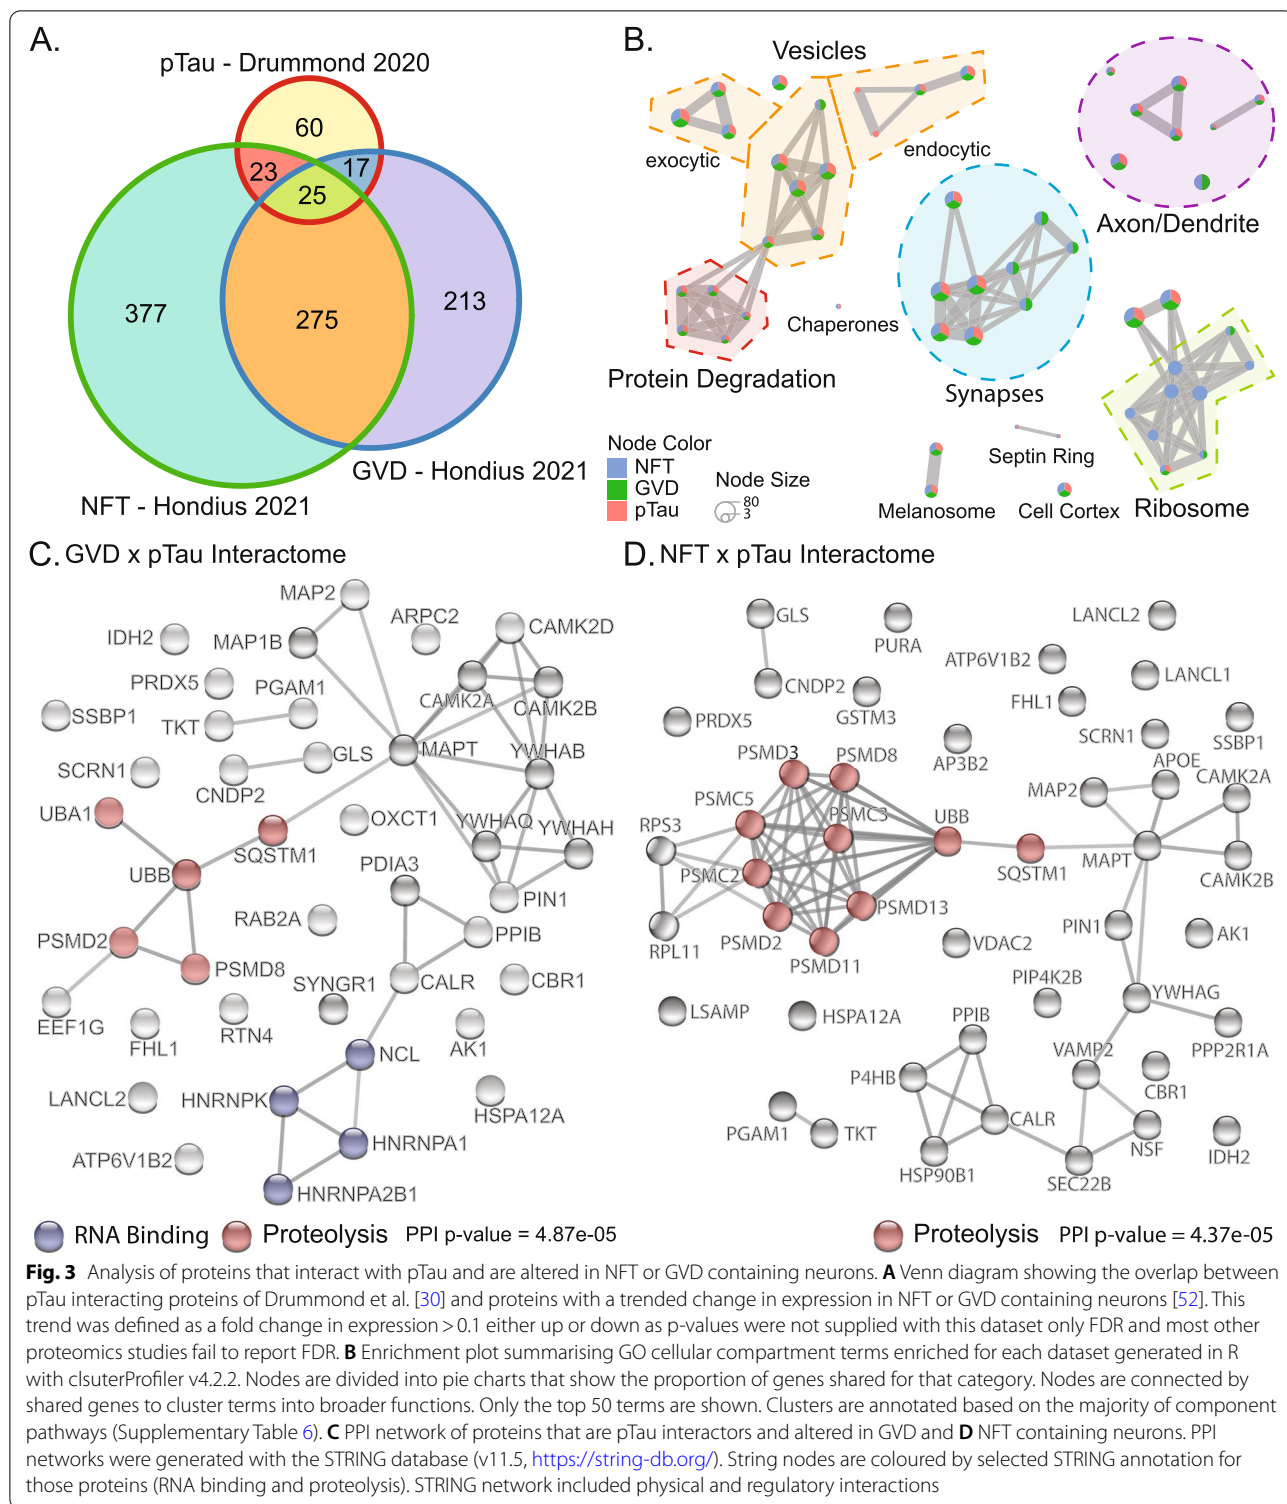 A.
pTau - Drummond 2020
60
23
17
25
377
275
213
GVD - Hondius 2021
NFT - Hondius 2021
B.
Vesicles
exocytic
endocytic
Axon/Dendrite
Chaperones
Protein Degradation
Synapses
Node Color
NFT
GVD
pTau
Node Size
80
3
Septin Ring
Melanosome
Cell Cortex
Ribosome
C. GVD x pTau Interactome
MAP2
ARPC2
CAMK2D
IDH2
MAP1B
PRDX5
PGAM1
CAMK2A
CAMK2B
SSBP1
TKT
MAPT
YWHAB
GLS
SCRN1
CNDP2
UBA1
OXCT1
YWHAQ
YWHAH
SQSTM1
PDIA3
UBB
PIN1
RAB2A
PPIB
PSMD2
PSMD8
SYNGR1
CALR
CBR1
EEF1G
FHL1
RTN4
NCL
AK1
LANCL2
HNRNPK
HSPA12A
HNRNPA1
ATP6V1B2
HNRNPA2B1
RNA Binding
Proteolysis
PPI p-value = 4.87e-05
D. NFT x pTau Interactome
GLS
PURA
LANCL2
ATP6V1B2
CNDP2
LANCL1
GSTM3
FHL1
PRDX5
SCRN1
SSBP1
PSMD3
PSMD8
AP3B2
APOE
CAMK2A
MAP2
PSMC5
PSMC3
UBB
RPS3
MAPT
PSMC2
SQSTM1
CAMK2B
PSMD13
PIN1
RPL11
PSMD2
VDAC2
AK1
PSMD11
PIP4K2B
YWHAG
LSAMP
HSPA12A
PPIB
VAMP2
PPP2R1A
P4HB
CBR1
PGAM1
TKT
CALR
NSF
IDH2
HSP90B1
SEC22B
Proteolysis
PPI p-value = 4.37e-05
Fig. 3 Analysis of proteins that interact with pTau and are altered in NFT or GVD containing neurons. A Venn diagram showing the overlap between
pTau interacting proteins of Drummond et al. [30] and proteins with a trended change in expression in NFT or GVD containing neurons [52]. This
trend was defined as a fold change in expression > 0.1 either up or down as p-values were not supplied with this dataset only FDR and most other
proteomics studies fail to report FDR. B Enrichment plot summarising GO cellular compartment terms enriched for each dataset generated in R
with clsuterProfiler v4.2.2. Nodes are divided into pie charts that show the proportion of genes shared for that category. Nodes are connected by
shared genes to cluster terms into broader functions. Only the top 50 terms are shown. Clusters are annotated based on the majority of component
pathways (Supplementary Table 6). C PPI network of proteins that are pTau interactors and altered in GVD and D NFT containing neurons. PPI
networks were generated with the STRING database (v11.5, https://string-db.org/). String nodes are coloured by selected STRING annotation for
those proteins (RNA binding and proteolysis). STRING network included physical and regulatory interactions